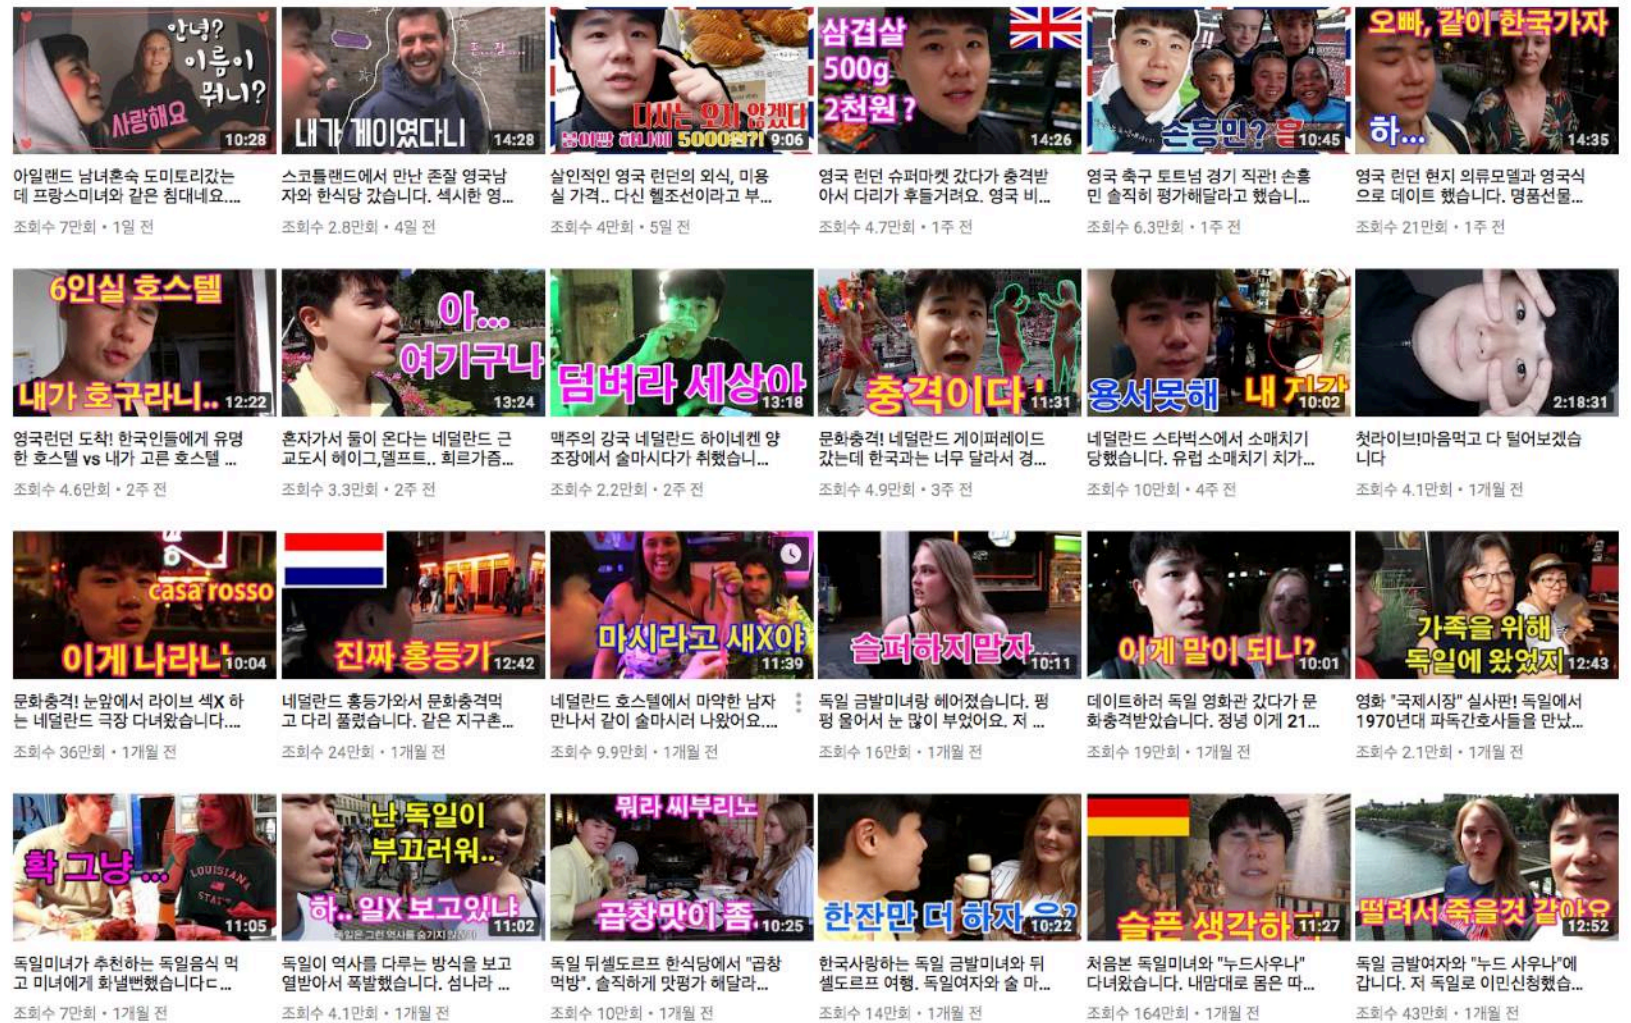 안녕?
이름이
뭐니?
사랑해요
10:28
내가 게이였다니
14:28
다시는 오지 않겠다
붕어빵 하나에 5000원?!
9:06
삼겹살
500g
2천원 ?
14:26
!!
손흥민?
10:45
오빠, 같이 한국가자
하...
14:35
아일랜드 남녀혼숙 도미토리갔는
데 프랑스미녀와 같은 침대네요....
조회수 7만회 • 1일 전
스코틀랜드에서 만난 존잘 영국남
자와 한식당 갔습니다. 섹시한 영...
조회수 2.8만회 • 4일 전
살인적인 영국 런던의 외식, 미용
실 가격.. 다신 헬조선이라고 부...
조회수 4만회 • 5일 전
영국 런던 슈퍼마켓 갔다가 충격받
아서 다리가 후들거려요. 영국 비...
조회수 4.7만회 • 1주 전
영국 축구 토트넘 경기 직관! 손흥
민 솔직히 평가해달라고 했습니...
조회수 6.3만회 • 1주 전
영국 런던 현지 의류모델과 영국식
으로 데이트 했습니다. 명품선물...
조회수 21만회 • 1주 전
6인실 호스텔
내가 호구라니..
12:22
아...
여기구나
13:24
덤벼라 세상아
13:18
충격이다 !
11:31
용서못해 내 지갑
10:02
2:18:31
영국런던 도착! 한국인들에게 유명
한 호스텔 vs 내가 고른 호스텔 ...
조회수 4.6만회 • 2주 전
혼자가서 둘이 온다는 네덜란드 근
교도시 헤이그,델프트.. 희르가즘...
조회수 3.3만회 • 2주 전
맥주의 강국 네덜란드 하이네켄 양
조장에서 술마시다가 취했습니...
조회수 2.2만회 • 2주 전
문화충격! 네덜란드 게이퍼레이드
갔는데 한국과는 너무 달라서 경...
조회수 4.9만회 • 3주 전
네덜란드 스타벅스에서 소매치기
당했습니다. 유럽 소매치기 치가...
조회수 10만회 • 4주 전
첫라이브!마음먹고 다 털어보겠습
니다
조회수 4.1만회 • 1개월 전
casa rosso
이게 나라냐
10:04
진짜 홍등가
12:42
마시라고 새X야
11:39
슬퍼하지말자...
10:11
이게 말이 되니?
10:01
가족을 위해
독일에 왔었지
12:43
문화충격! 눈앞에서 라이브 섹X 하
는 네덜란드 극장 다녀왔습니다....
조회수 36만회 • 1개월 전
네덜란드 홍등가와서 문화충격먹
고 다리 풀렸습니다. 같은 지구촌...
조회수 24만회 • 1개월 전
네덜란드 호스텔에서 마약한 남자
만나서 같이 술마시러 나왔어요....
조회수 9.9만회 • 1개월 전
독일 금발미녀랑 헤어졌습니다. 펑
펑 울어서 눈 많이 부었어요. 저 ...
조회수 16만회 • 1개월 전
데이트하러 독일 영화관 갔다가 문
화충격받았습니다. 정녕 이게 21...
조회수 19만회 • 1개월 전
영화 "국제시장" 실사판! 독일에서
1970년대 파독간호사들을 만났...
조회수 2.1만회 • 1개월 전
확 그냥 ...
LOUISIANA
11:05
난 독일이
부끄러워..
하.. 일X 보고있냐
11:02
뭐라 씨부리노
곱창맛이 좀..
10:25
한잔만 더 하자 응?
10:22
슬픈 생각하자
11:27
떨려서 죽을것 같아요
12:52
독일미녀가 추천하는 독일음식 먹
고 미녀에게 화낼뻔했습니다ㄷ...
조회수 7만회 • 1개월 전
독일이 역사를 다루는 방식을 보고
열받아서 폭발했습니다. 섬나라 ...
조회수 4.1만회 • 1개월 전
독일 뒤셀도르프 한식당에서 "곱창
먹방". 솔직하게 맛평가 해달라...
조회수 10만회 • 1개월 전
한국사랑하는 독일 금발미녀와 뒤
셀도르프 여행. 독일여자와 술 마...
조회수 14만회 • 1개월 전
처음본 독일미녀와 "누드사우나"
다녀왔습니다. 내맘대로 몸은 따...
조회수 164만회 • 1개월 전
독일 금발여자와 "누드 사우나"에
갑니다. 저 독일로 이민신청했습...
조회수 43만회 • 1개월 전